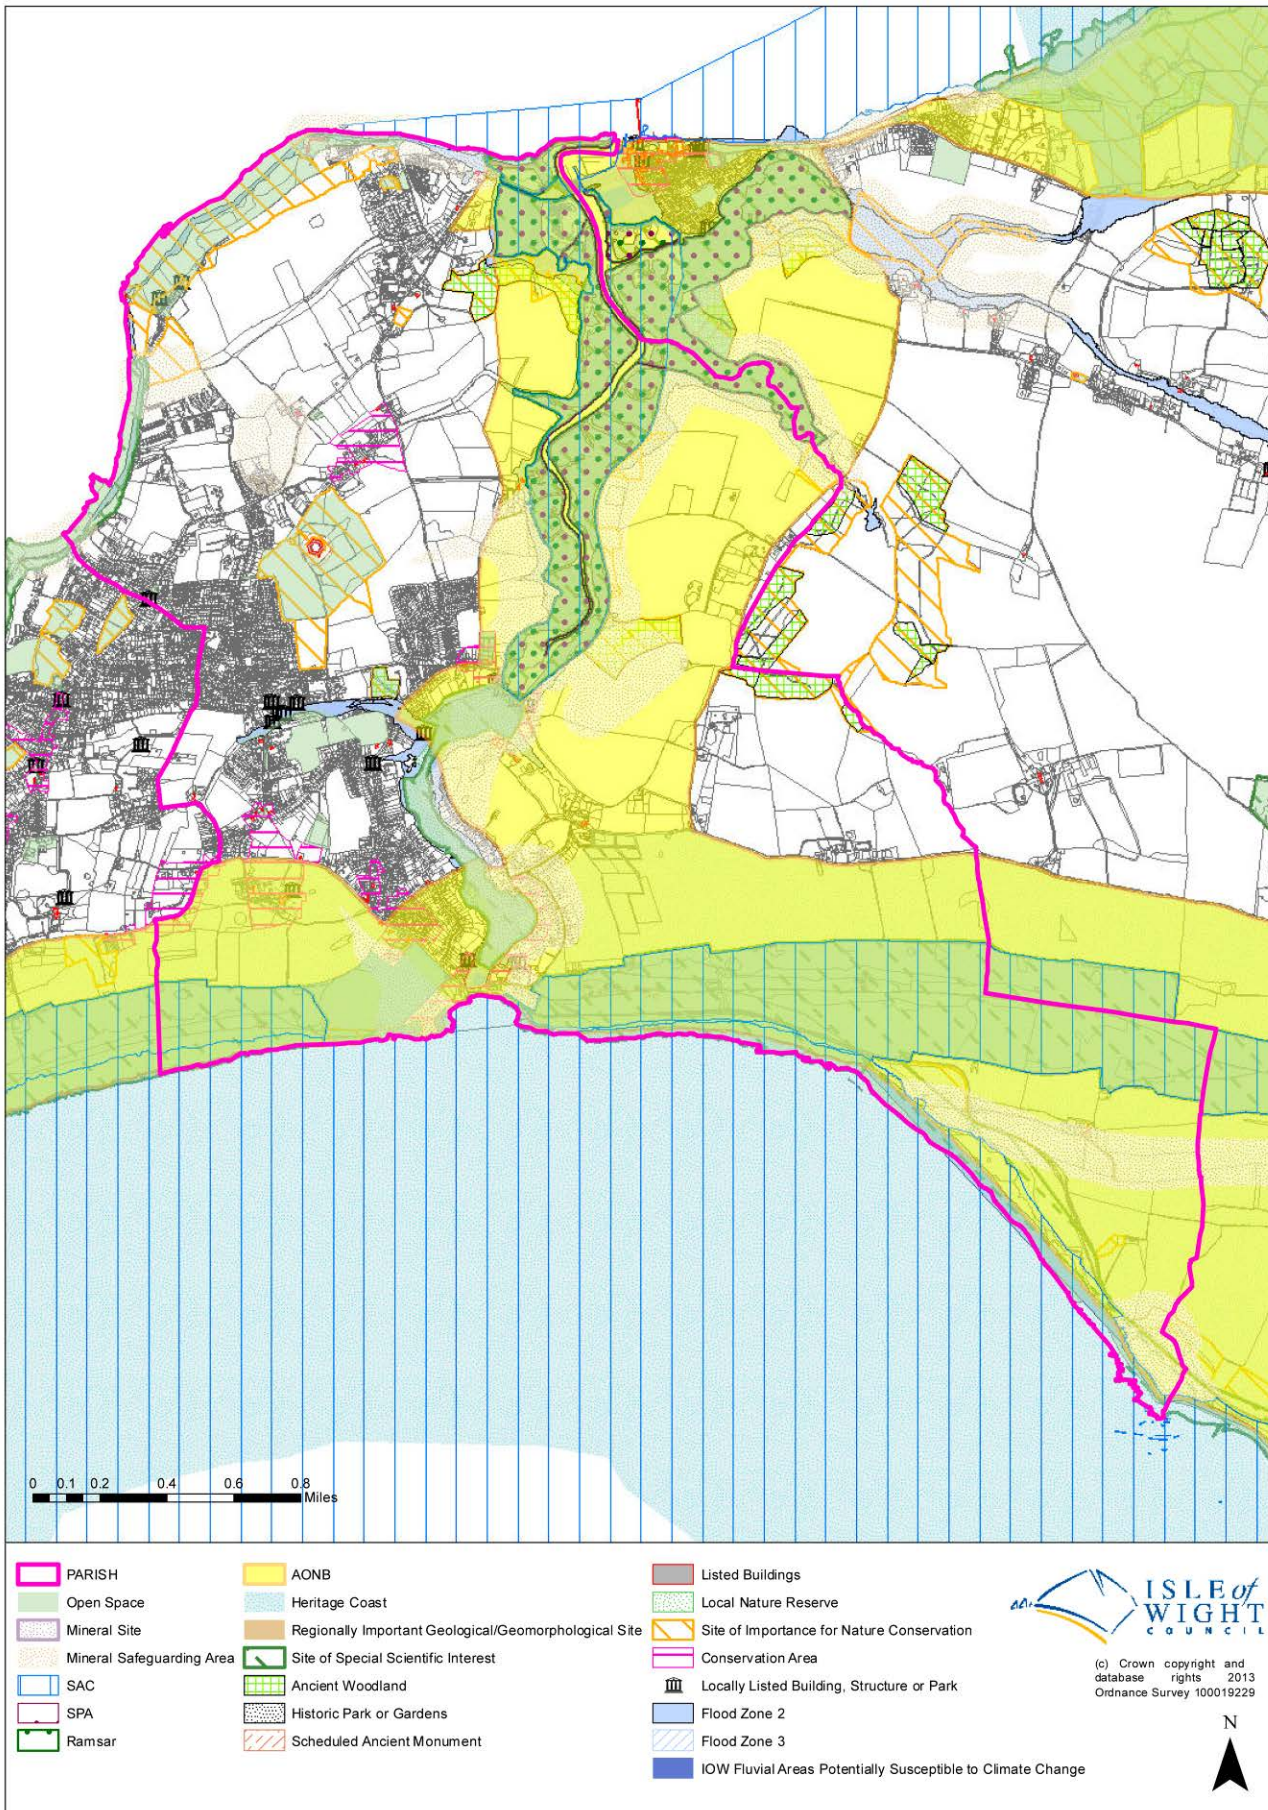 0 0.1 0.2 0.4 0.6 0.8
Miles
PARISH
Open Space
Mineral Site
Mineral Safeguarding Area
SAC
SPA
Ramsar
AONB
Heritage Coast
Regionally Important Geological/Geomorphological Site
Site of Special Scientific Interest
Ancient Woodland
Historic Park or Gardens
Scheduled Ancient Monument
Listed Buildings
Local Nature Reserve
Site of Importance for Nature Conservation
Conservation Area
Locally Listed Building, Structure or Park
Flood Zone 2
Flood Zone 3
IOW Fluvial Areas Potentially Susceptible to Climate Change
ISLE of
WIGHT
COUNCIL
(c) Crown copyright and
database rights 2013
Ordnance Survey 100019229
N